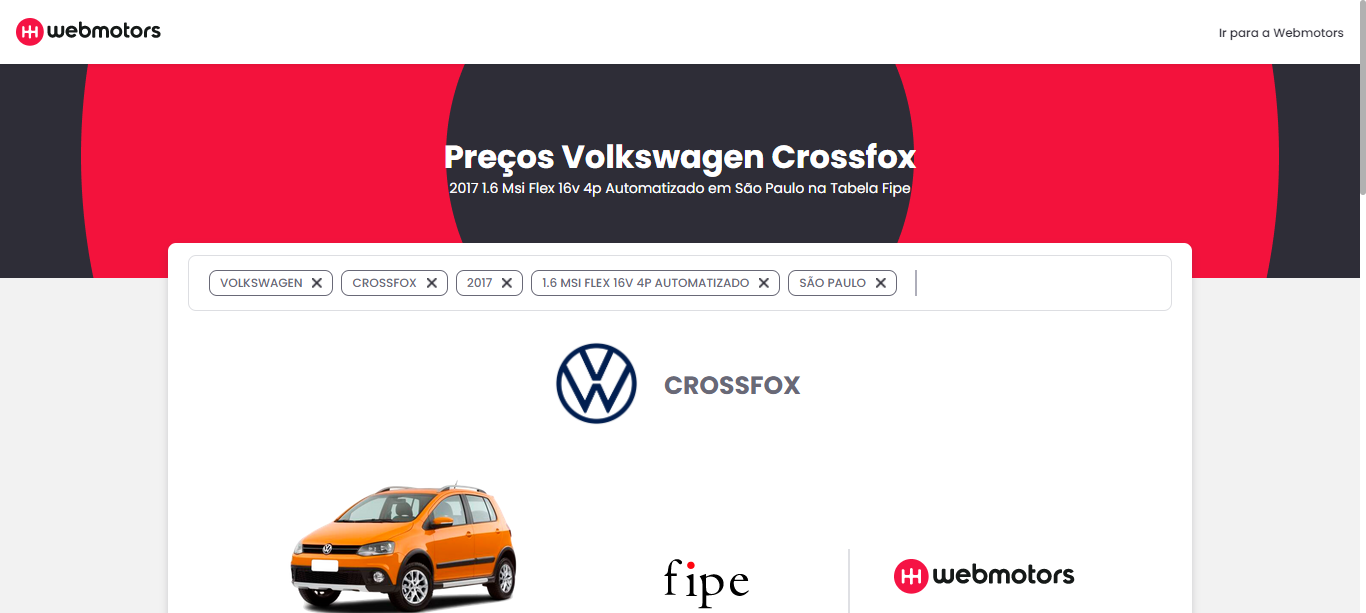 webmotors
Ir para a Webmotors
Preços Volkswagen Crossfox
2017 1.6 Msi Flex 16v 4p Automatizado em São Paulo na Tabela Fipe
VOLKSWAGEN CROSSFOX 2017 1.6 MSI FLEX 16V 4P AUTOMATIZADO SÃO PAULO
CROSSFOX
fipe webmotors